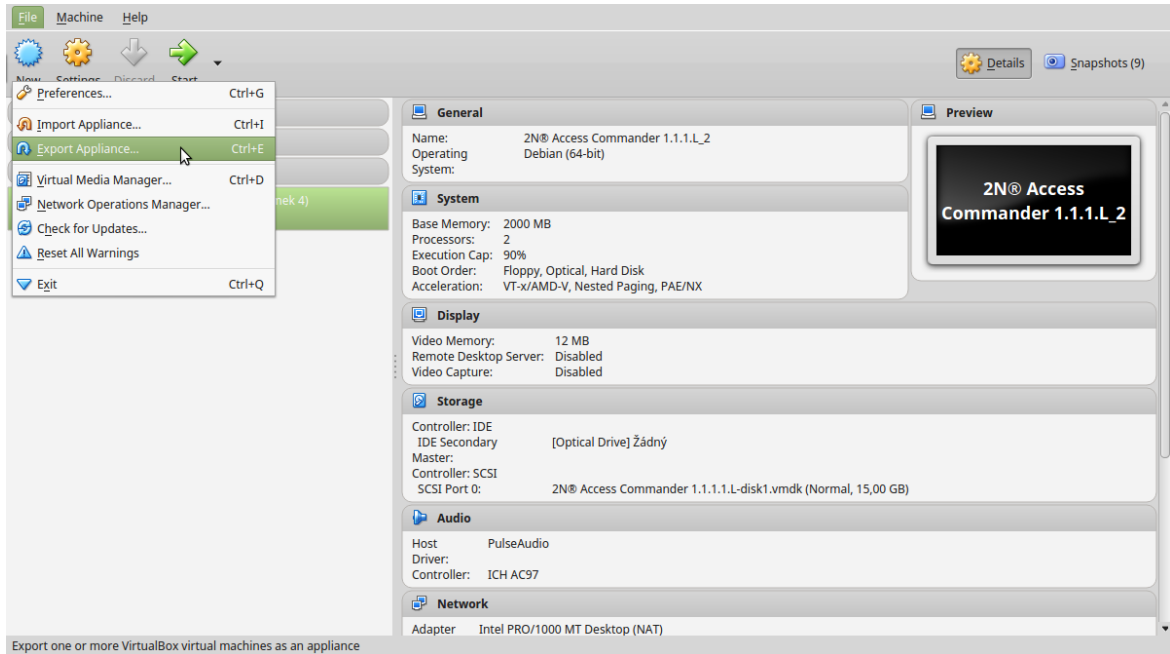 File Machine Help
New Settings Discard Start
Details Snapshots (9)
Preferences... Ctrl+G
Import Appliance... Ctrl+I
Export Appliance... Ctrl+E
Virtual Media Manager... Ctrl+D
Network Operations Manager...
Check for Updates...
Reset All Warnings
Exit Ctrl+Q
nek 4)
General
Name: 2N® Access Commander 1.1.1.L_2
Operating Debian (64-bit)
System:
Preview
2N® Access
Commander 1.1.1.L_2
System
Base Memory: 2000 MB
Processors: 2
Execution Cap: 90%
Boot Order: Floppy, Optical, Hard Disk
Acceleration: VT-x/AMD-V, Nested Paging, PAE/NX
Display
Video Memory: 12 MB
Remote Desktop Server: Disabled
Video Capture: Disabled
Storage
Controller: IDE
IDE Secondary [Optical Drive] Žádný
Master:
Controller: SCSI
SCSI Port 0: 2N® Access Commander 1.1.1.1.L-disk1.vmdk (Normal, 15,00 GB)
Audio
Host PulseAudio
Driver:
Controller: ICH AC97
Network
Adapter Intel PRO/1000 MT Desktop (NAT)
Export one or more VirtualBox virtual machines as an appliance